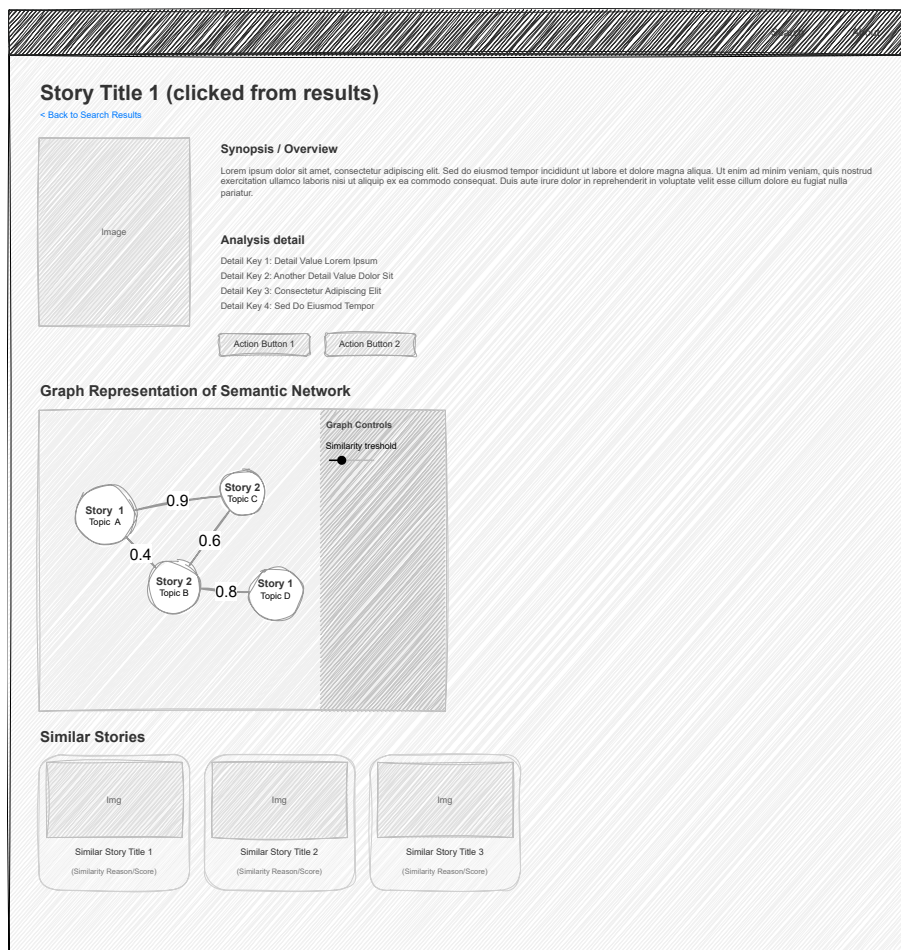 Search About
Story Title 1 (clicked from results)
< Back to Search Results
Image
Synopsis / Overview
Lorem ipsum dolor sit amet, consectetur adipiscing elit. Sed do eiusmod tempor incididunt ut labore et dolore magna aliqua. Ut enim ad minim veniam, quis nostrud
exercitation ullamco laboris nisi ut aliquip ex ea commodo consequat. Duis aute irure dolor in reprehenderit in voluptate velit esse cillum dolore eu fugiat nulla
pariatur.
Analysis detail
Detail Key 1: Detail Value Lorem Ipsum
Detail Key 2: Another Detail Value Dolor Sit
Detail Key 3: Consectetur Adipiscing Elit
Detail Key 4: Sed Do Eiusmod Tempor
Action Button 1
Action Button 2
Graph Representation of Semantic Network
Graph Controls
Similarity treshold
Story 1
Topic A
0.9
Story 2
Topic C
0.4
0.6
Story 2
Topic B
0.8
Story 1
Topic D
Similar Stories
Img
Similar Story Title 1
(Similarity Reason/Score)
Img
Similar Story Title 2
(Similarity Reason/Score)
Img
Similar Story Title 3
(Similarity Reason/Score)